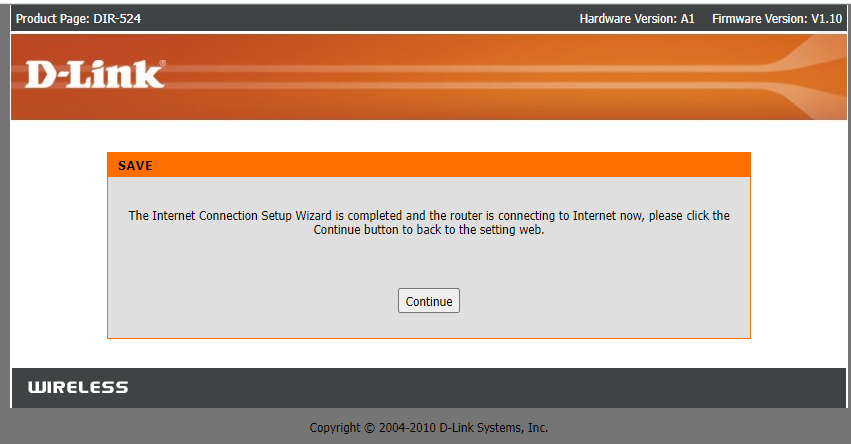 Product Page: DIR-524 Hardware Version: A1 Firmware Version: V1.10
D-Link®
SAVE
The Internet Connection Setup Wizard is completed and the router is connecting to Internet now, please click the
Continue button to back to the setting web.
Continue
WIRELESS
Copyright © 2004-2010 D-Link Systems, Inc.